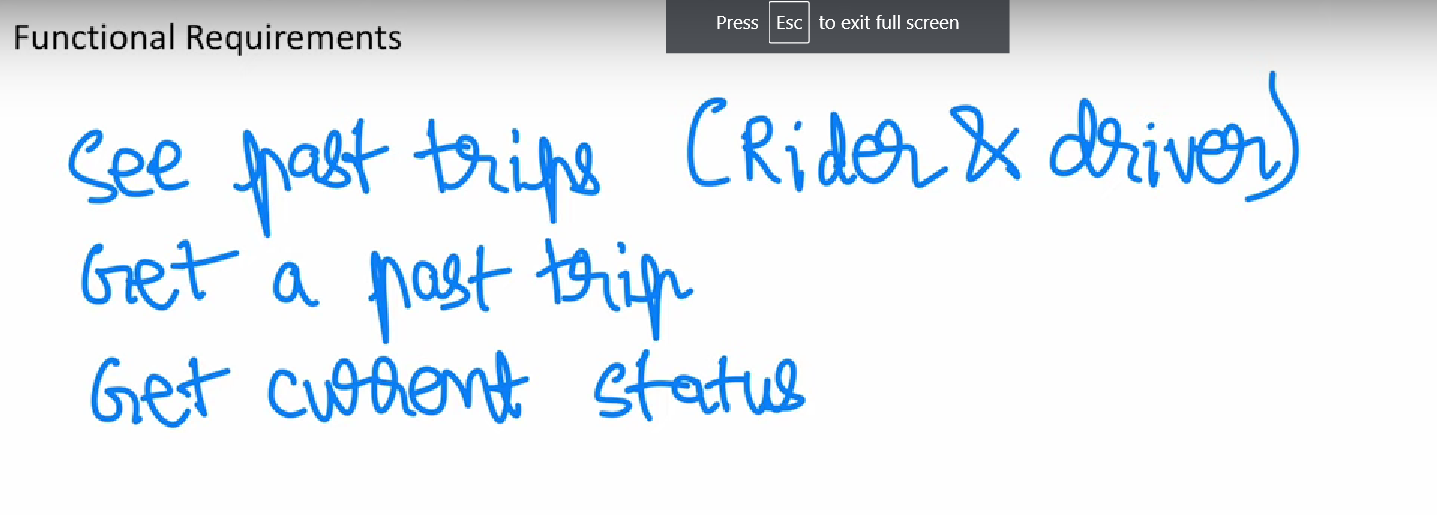 Functional Requirements
Press Esc to exit full screen
See past trips (Rider & driver)
Get a past trip
Get current status